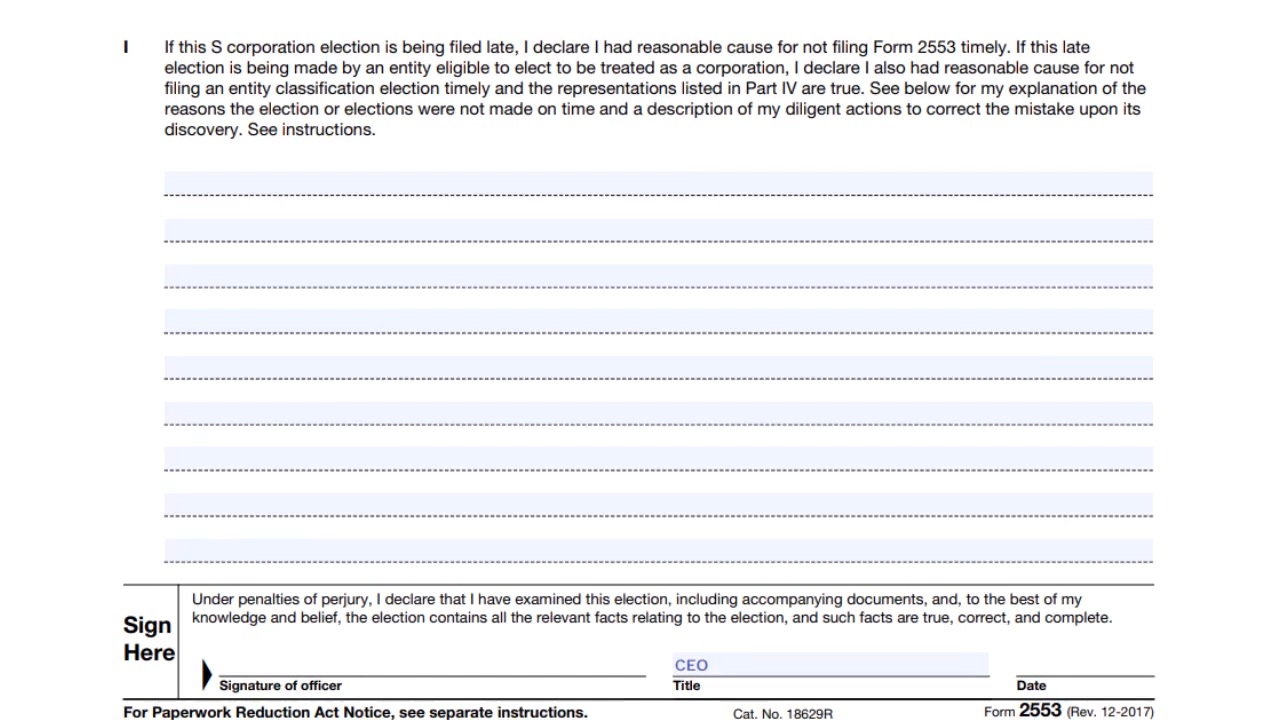 I If this S corporation election is being filed late, I declare I had reasonable cause for not filing Form 2553 timely. If this late
election is being made by an entity eligible to elect to be treated as a corporation, I declare I also had reasonable cause for not
filing an entity classification election timely and the representations listed in Part IV are true. See below for my explanation of the
reasons the election or elections were not made on time and a description of my diligent actions to correct the mistake upon its
discovery. See instructions.
Sign
Here
Under penalties of perjury, I declare that I have examined this election, including accompanying documents, and, to the best of my
knowledge and belief, the election contains all the relevant facts relating to the election, and such facts are true, correct, and complete.
CEO
Signature of officer Title Date
For Paperwork Reduction Act Notice, see separate instructions. Cat. No. 18629R Form 2553 (Rev. 12-2017)